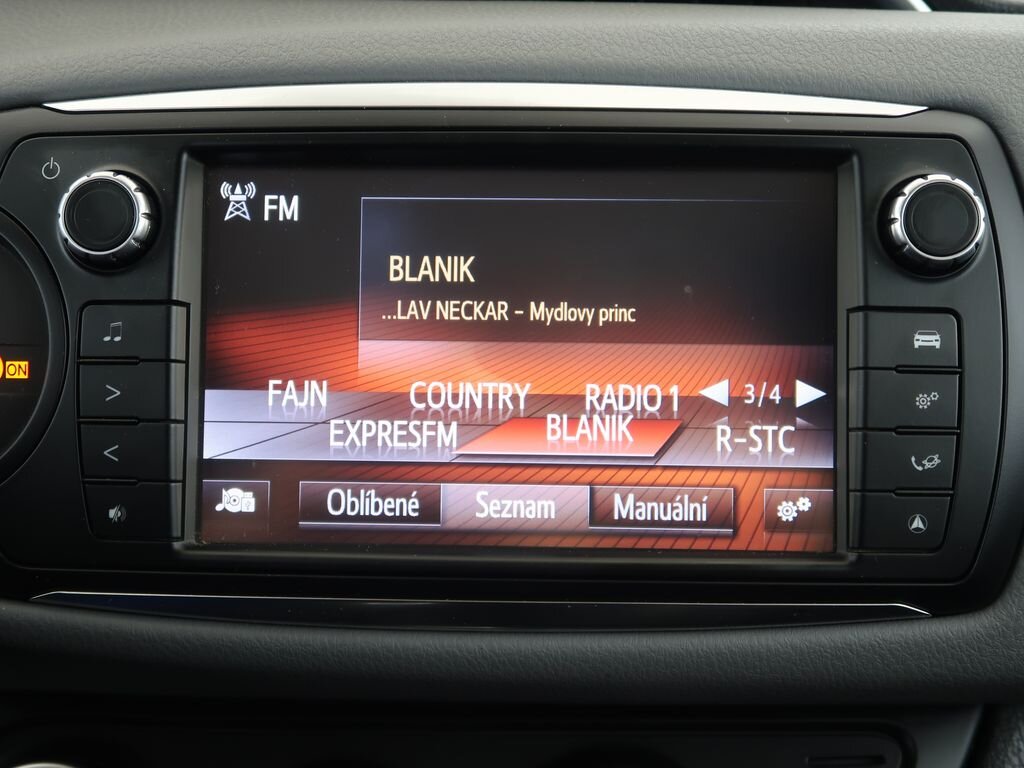 FM
BLANIK
...LAV NECKAR - Mydlovy princ
FAJN COUNTRY RADIO 1 3/4
EXPRESFM BLANIK R-STC
Oblíbené Seznam Manuální
ON